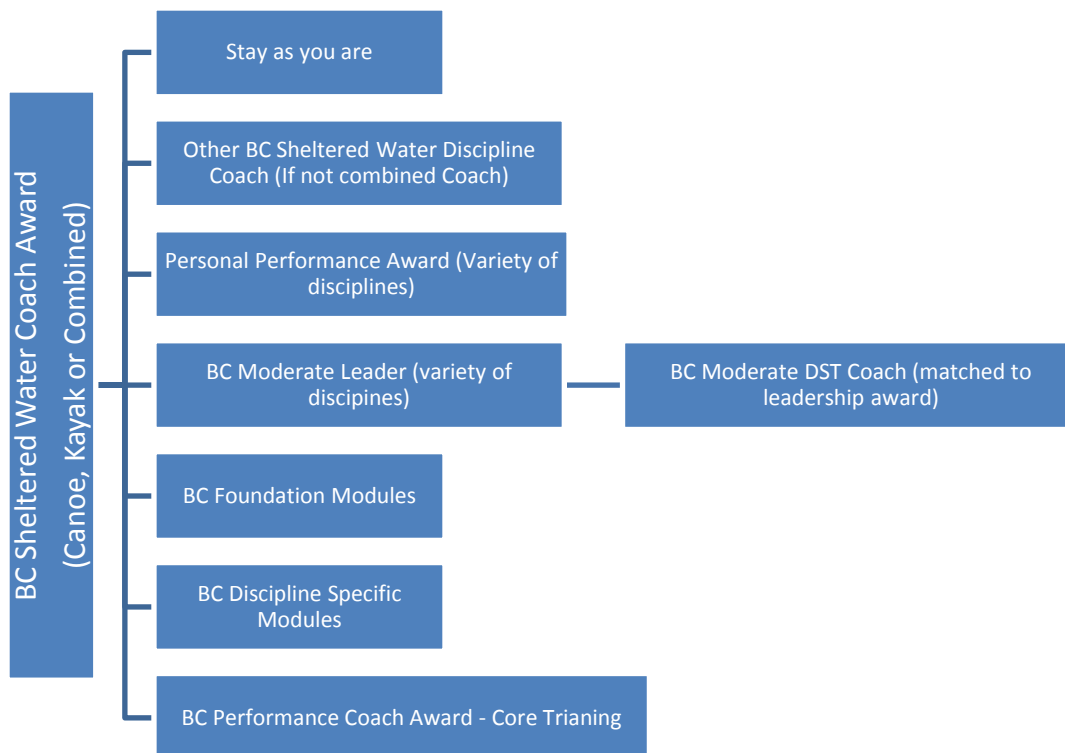 BC Sheltered Water Coach Award
(Canoe, Kayak or Combined)
Stay as you are
Other BC Sheltered Water Discipline
Coach (If not combined Coach)
Personal Performance Award (Variety of
disciplines)
BC Moderate Leader (variety of
discipines)
BC Moderate DST Coach (matched to
leadership award)
BC Foundation Modules
BC Discipline Specific
Modules
BC Performance Coach Award - Core Trianing